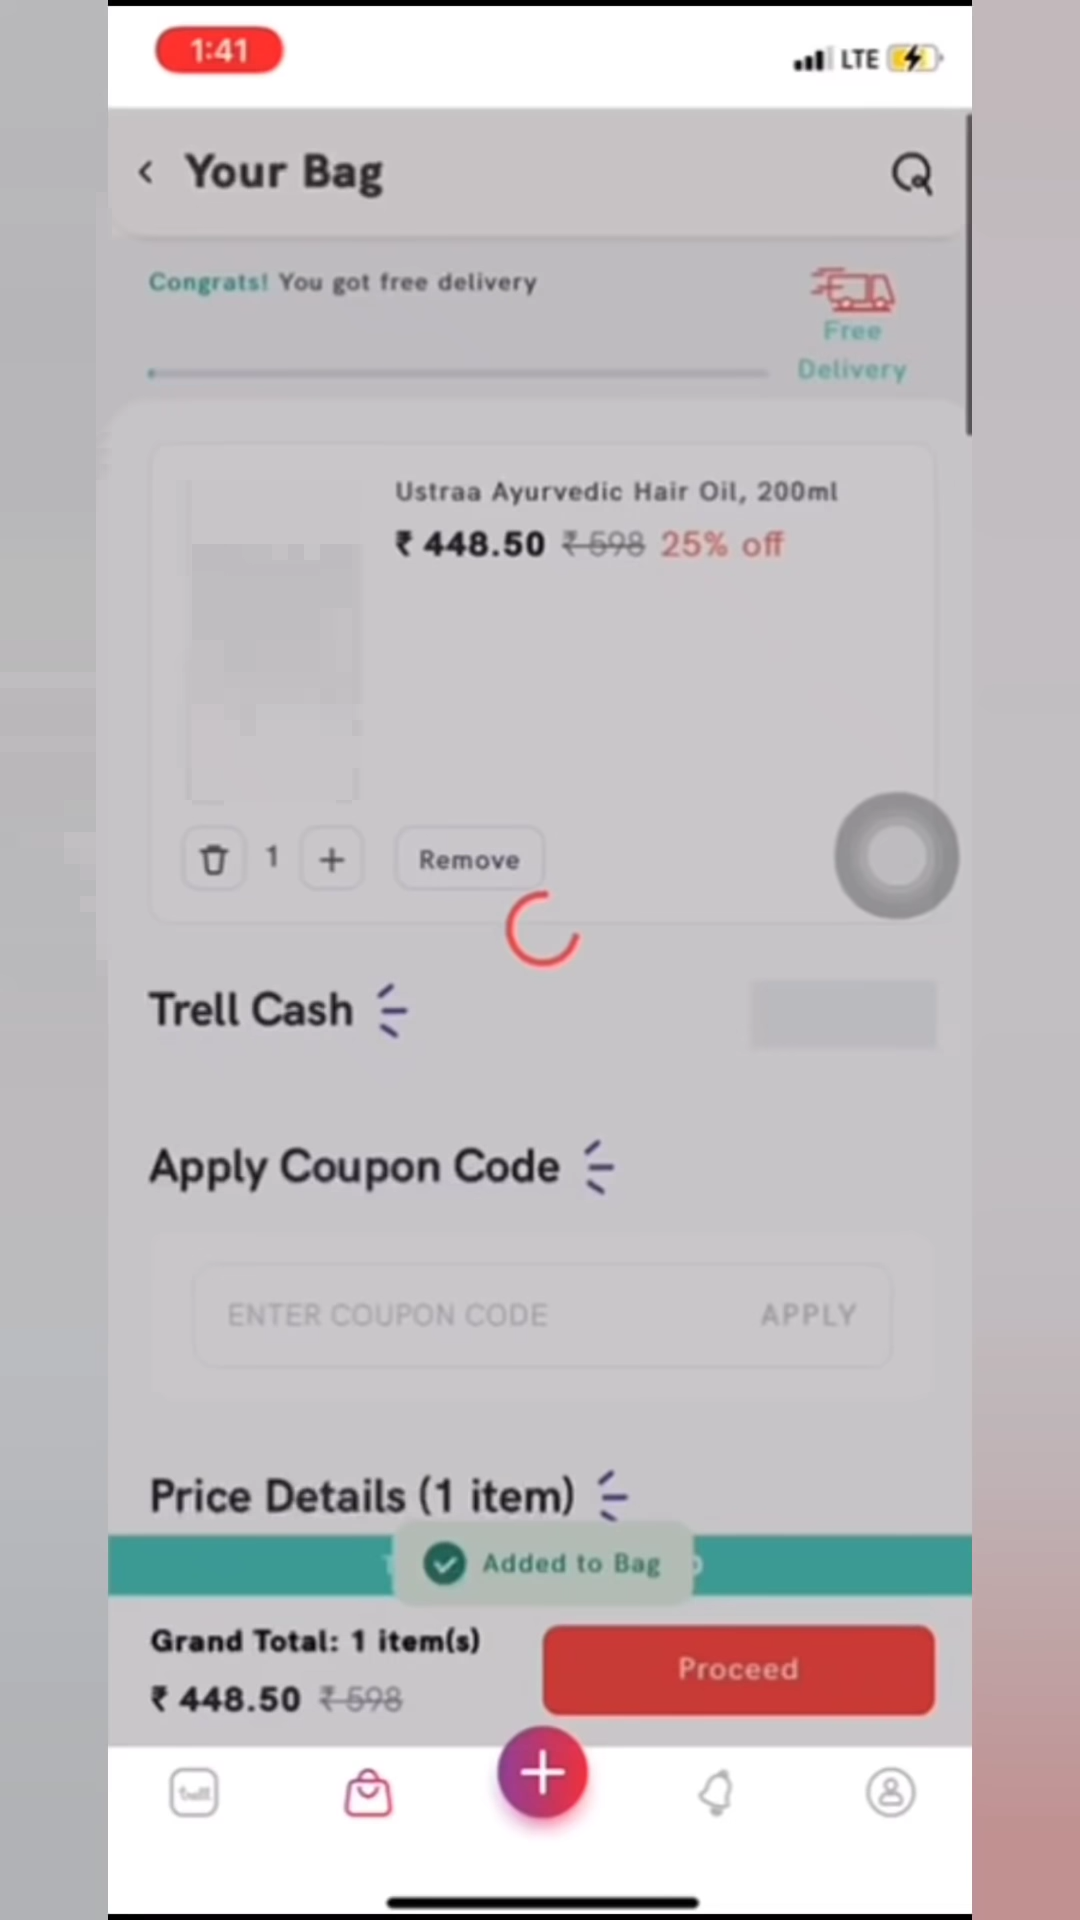 1:41
LTE
Your Bag
Congrats! You got free delivery
Free
Delivery
Ustraa Ayurvedic Hair Oil, 200ml
₹ 448.50 ₹ 598 25% off
1
Remove
Trell Cash
Apply Coupon Code
ENTER COUPON CODE
APPLY
Price Details (1 item)
Added to Bag
Grand Total: 1 item(s)
₹ 448.50 ₹ 598
Proceed
trell